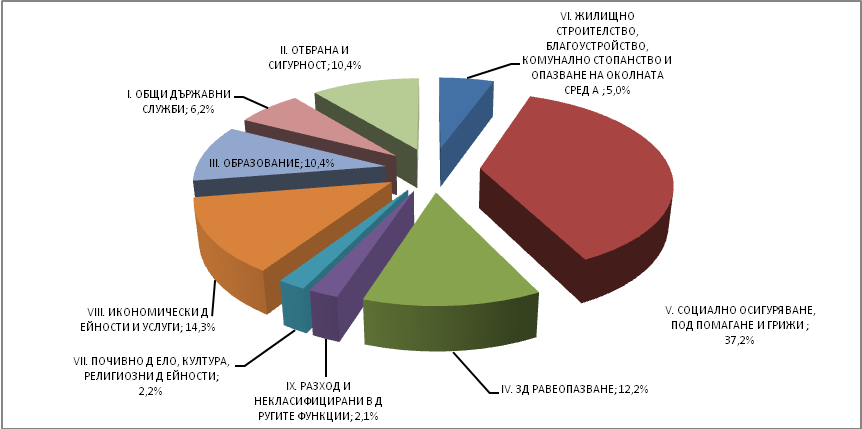 VI. ЖИЛИЩНО
СТРОИТЕЛСТВО,
БЛАГОУСТРОЙСТВО,
КОМУНАЛНО СТОПАНСТВО И
ОПАЗВАНЕ НА ОКОЛНАТА
СРЕД А ; 5,0%
II. ОТБРАНА И
СИГУРНОСТ; 10,4%
I. ОБЩИ ДЪРЖАВНИ
СЛУЖБИ; 6,2%
III. ОБРАЗОВАНИЕ; 10,4%
VIII. ИКОНОМИЧЕСКИ Д
ЕЙНОСТИ И УСЛУГИ; 14,3%
VII. ПОЧИВНО Д ЕЛО, КУЛТУРА,
РЕЛИГИОЗНИ Д ЕЙНОСТИ;
2,2%
IX. РАЗХОД И
НЕКЛАСИФИЦИРАНИ В Д
РУГИТЕ ФУНКЦИИ; 2,1%
IV. ЗД РАВЕОПАЗВАНЕ; 12,2%
V. СОЦИАЛНО ОСИГУРЯВАНЕ,
ПОД ПОМАГАНЕ И ГРИЖИ ;
37,2%